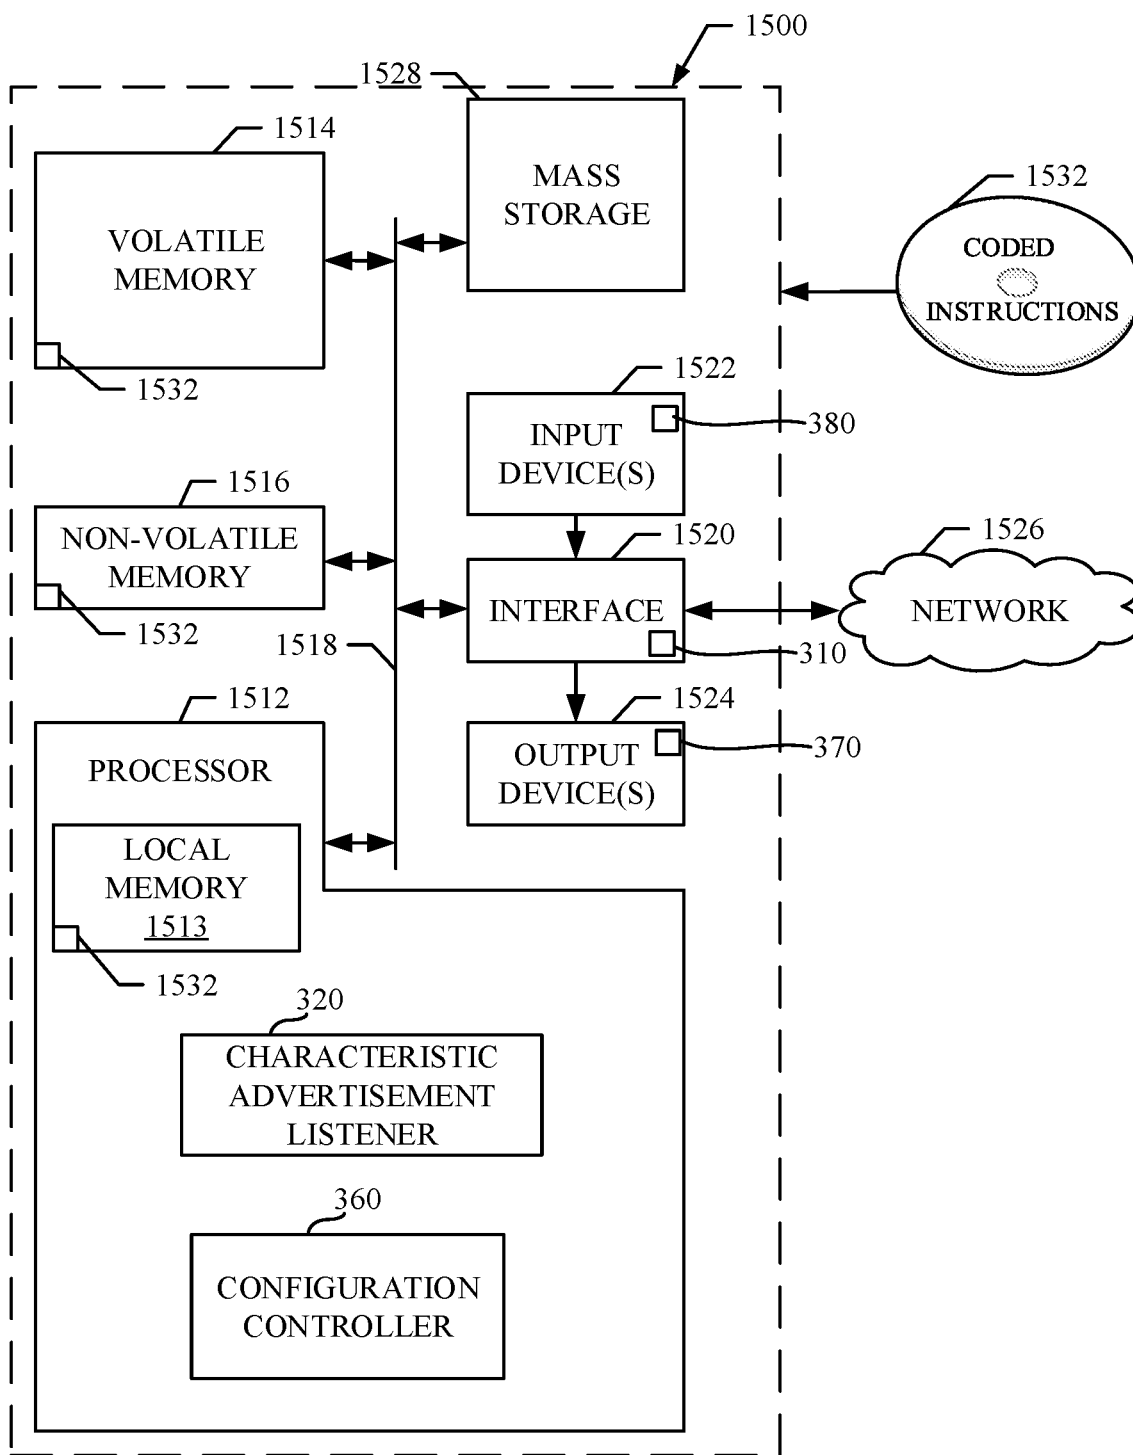 1500
1528
1514
MASS
STORAGE
1532
CODED
INSTRUCTIONS
VOLATILE
MEMORY
1532
1522
380
INPUT
DEVICE(S)
1516
NON-VOLATILE
MEMORY
1532
1520
1526
INTERFACE
NETWORK
310
1518
1512
1524
370
OUTPUT
DEVICE(S)
PROCESSOR
LOCAL
MEMORY
1513
1532
320
CHARACTERISTIC
ADVERTISEMENT
LISTENER
360
CONFIGURATION
CONTROLLER